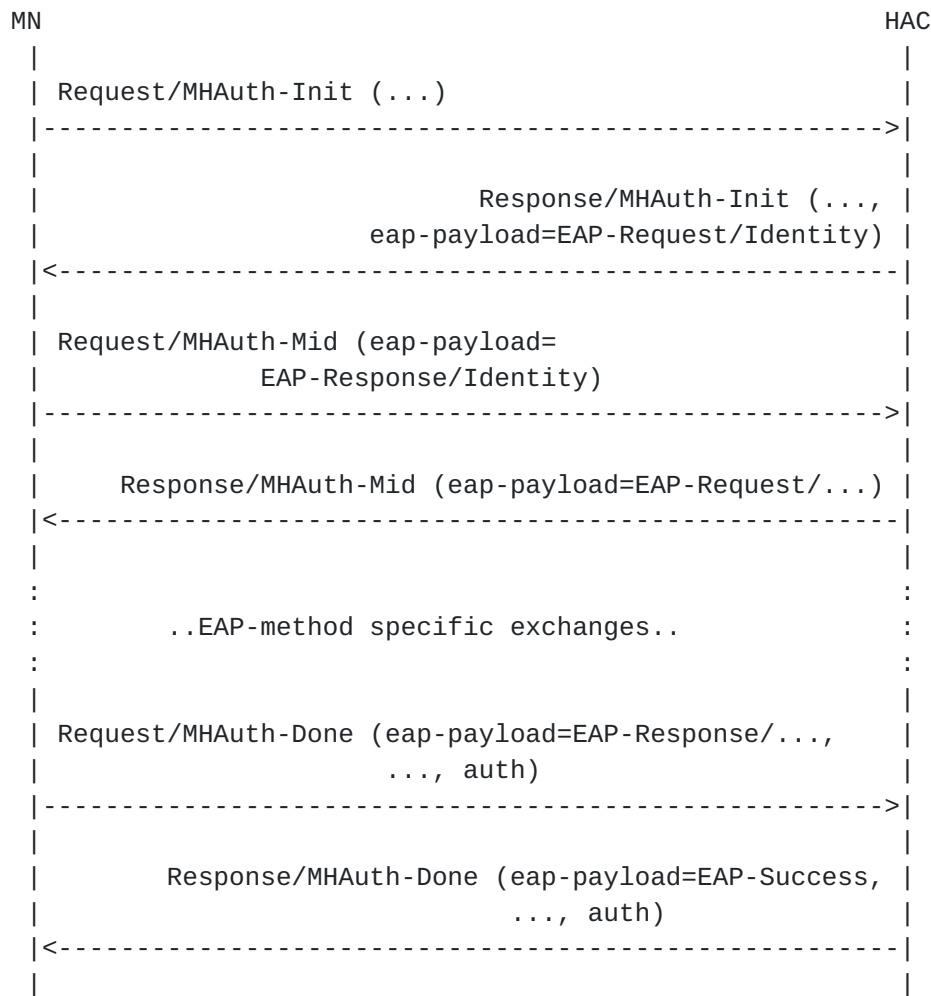 MN HAC
Request/MHAuth-Init (...)
Response/MHAuth-Init (...,
eap-payload=EAP-Request/Identity)
Request/MHAuth-Mid (eap-payload=
EAP-Response/Identity)
Response/MHAuth-Mid (eap-payload=EAP-Request/...)
..EAP-method specific exchanges..
Request/MHAuth-Done (eap-payload=EAP-Response/...,
..., auth)
Response/MHAuth-Done (eap-payload=EAP-Success,
..., auth)